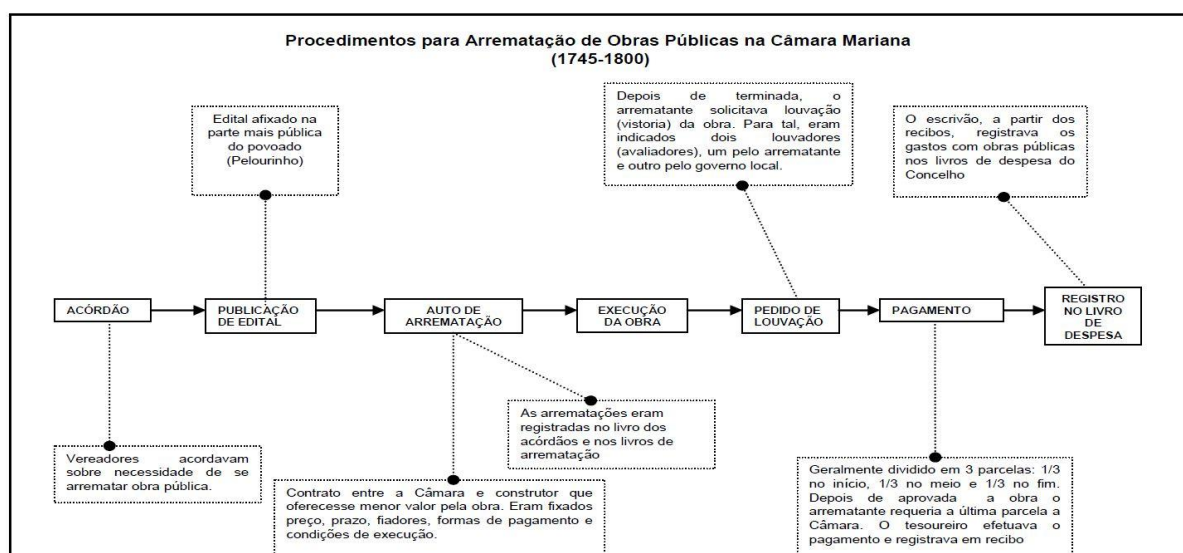 Procedimentos para Arrematação de Obras Públicas na Câmara Mariana
(1745-1800)
Edital afixado na
parte mais pública
do povoado
(Pelourinho)
Depois de terminada, o
arrematante solicitava louvação
(vistoria) da obra. Para tal, eram
indicados dois louvadores
(avaliadores), um pelo arrematante
e outro pelo governo local.
O escrivão, a partir dos
recibos, registrava os
gastos com obras públicas
nos livros de despesa do
Concelho
ACÓRDÃO
PUBLICAÇÃO
DE EDITAL
AUTO DE
ARREMATAÇÃO
EXECUÇÃO
DA OBRA
PEDIDO DE
LOUVAÇÃO
PAGAMENTO
REGISTRO
NO LIVRO
DE
DESPESA
Vereadores acordavam
sobre necessidade de se
arrematar obra pública.
Contrato entre a Câmara e construtor que
oferecesse menor valor pela obra. Eram fixados
preço, prazo, fiadores, formas de pagamento e
condições de execução.
As arrematações eram
registradas no livro dos
acórdãos e nos livros de
arrematação
Geralmente dividido em 3 parcelas: 1/3
no início, 1/3 no meio e 1/3 no fim.
Depois de aprovada a obra o
arrematante requeria a última parcela a
Câmara. O tesoureiro efetuava o
pagamento e registrava em recibo